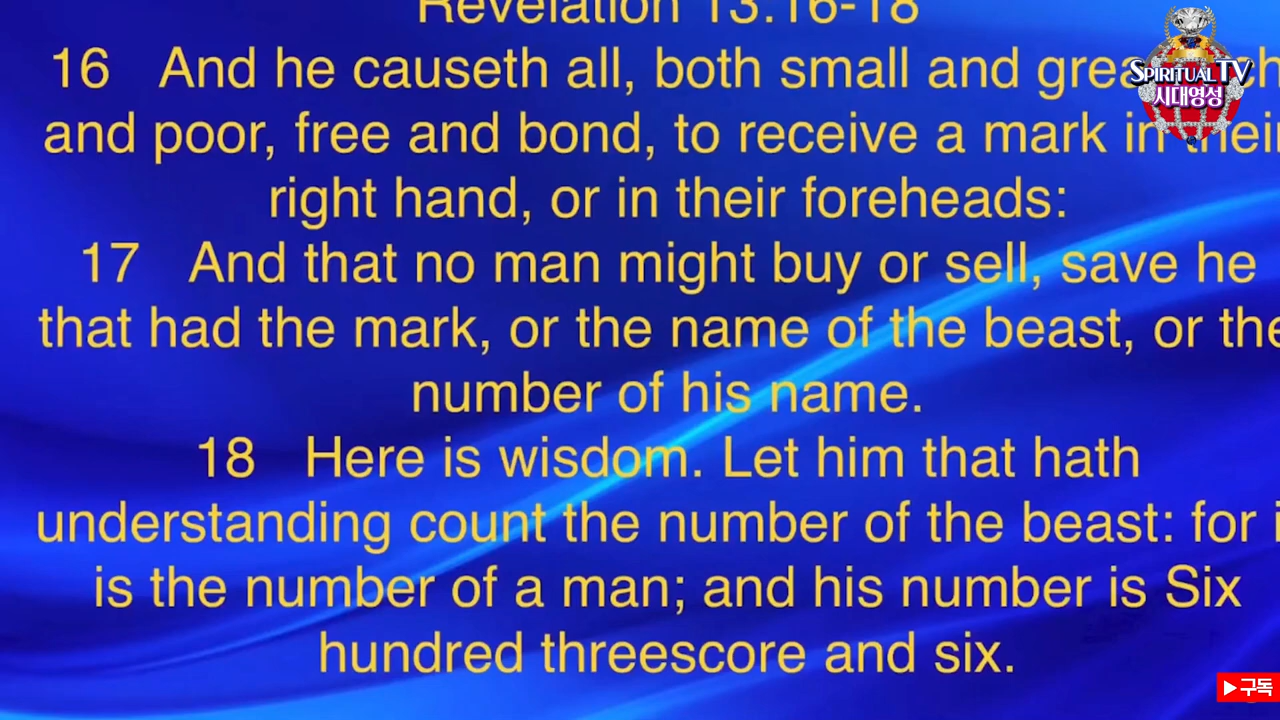 Revelation 13:16-18
16 And he causeth all, both small and grea
and poor, free and bond, to receive a mark in their
right hand, or in their foreheads:
17 And that no man might buy or sell, save he
that had the mark, or the name of the beast, or the
number of his name.
18 Here is wisdom. Let him that hath
understanding count the number of the beast: for i
is the number of a man; and his number is Six
hundred threescore and six.
SPIRITUAL TV
시대영성
구독